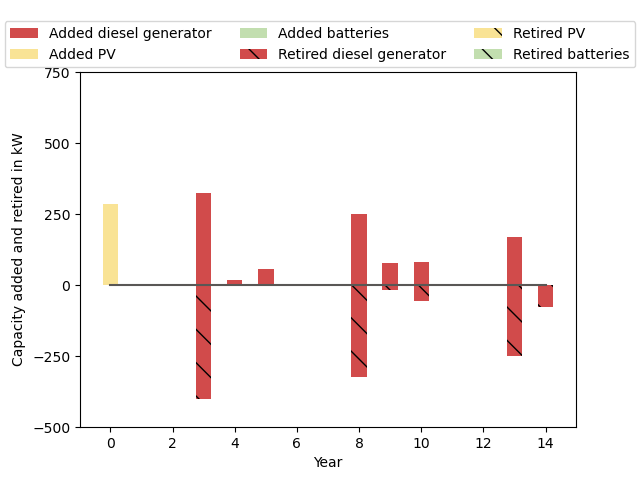 Added diesel generator Added batteries Retired PV
Added PV Retired diesel generator Retired batteries
750
500
250
0
−250
−500
Capacity added and retired in kW
0 2 4 6 8 10 12 14
Year